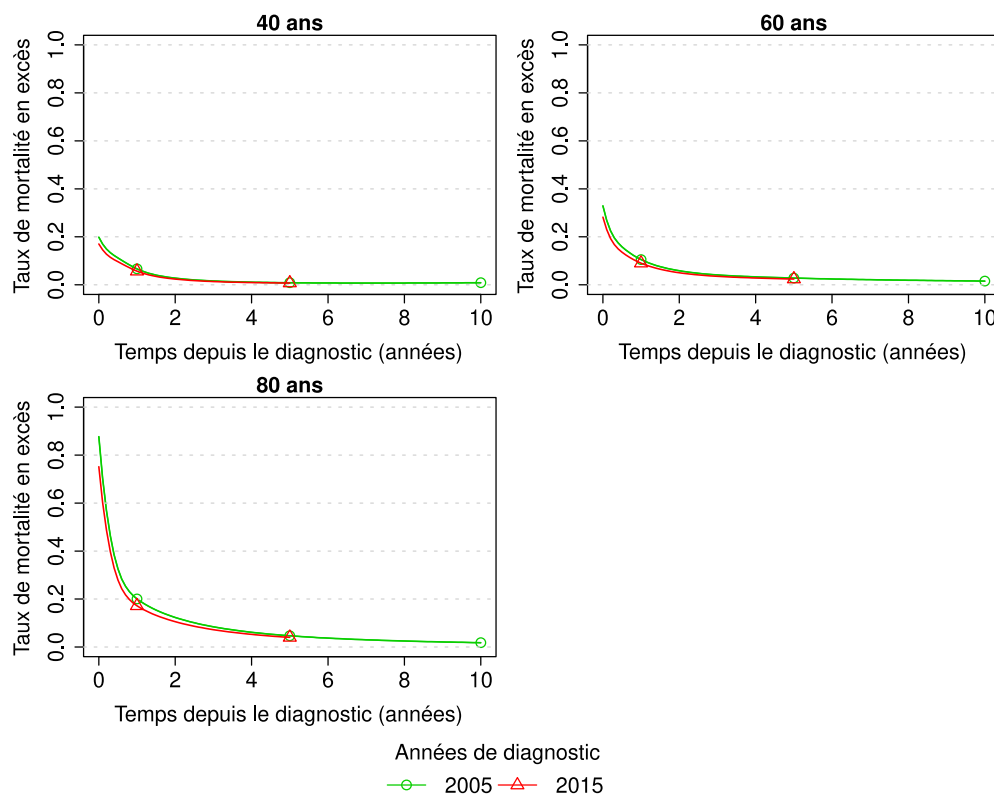 40 ans
Taux de mortalité en excès
0.0 0.2 0.4 0.6 0.8 1.0
0 2 4 6 8 10
Temps depuis le diagnostic (années)
60 ans
Taux de mortalité en excès
0.0 0.2 0.4 0.6 0.8 1.0
0 2 4 6 8 10
Temps depuis le diagnostic (années)
80 ans
Taux de mortalité en excès
0.0 0.2 0.4 0.6 0.8 1.0
0 2 4 6 8 10
Temps depuis le diagnostic (années)
Années de diagnostic
2005 2015